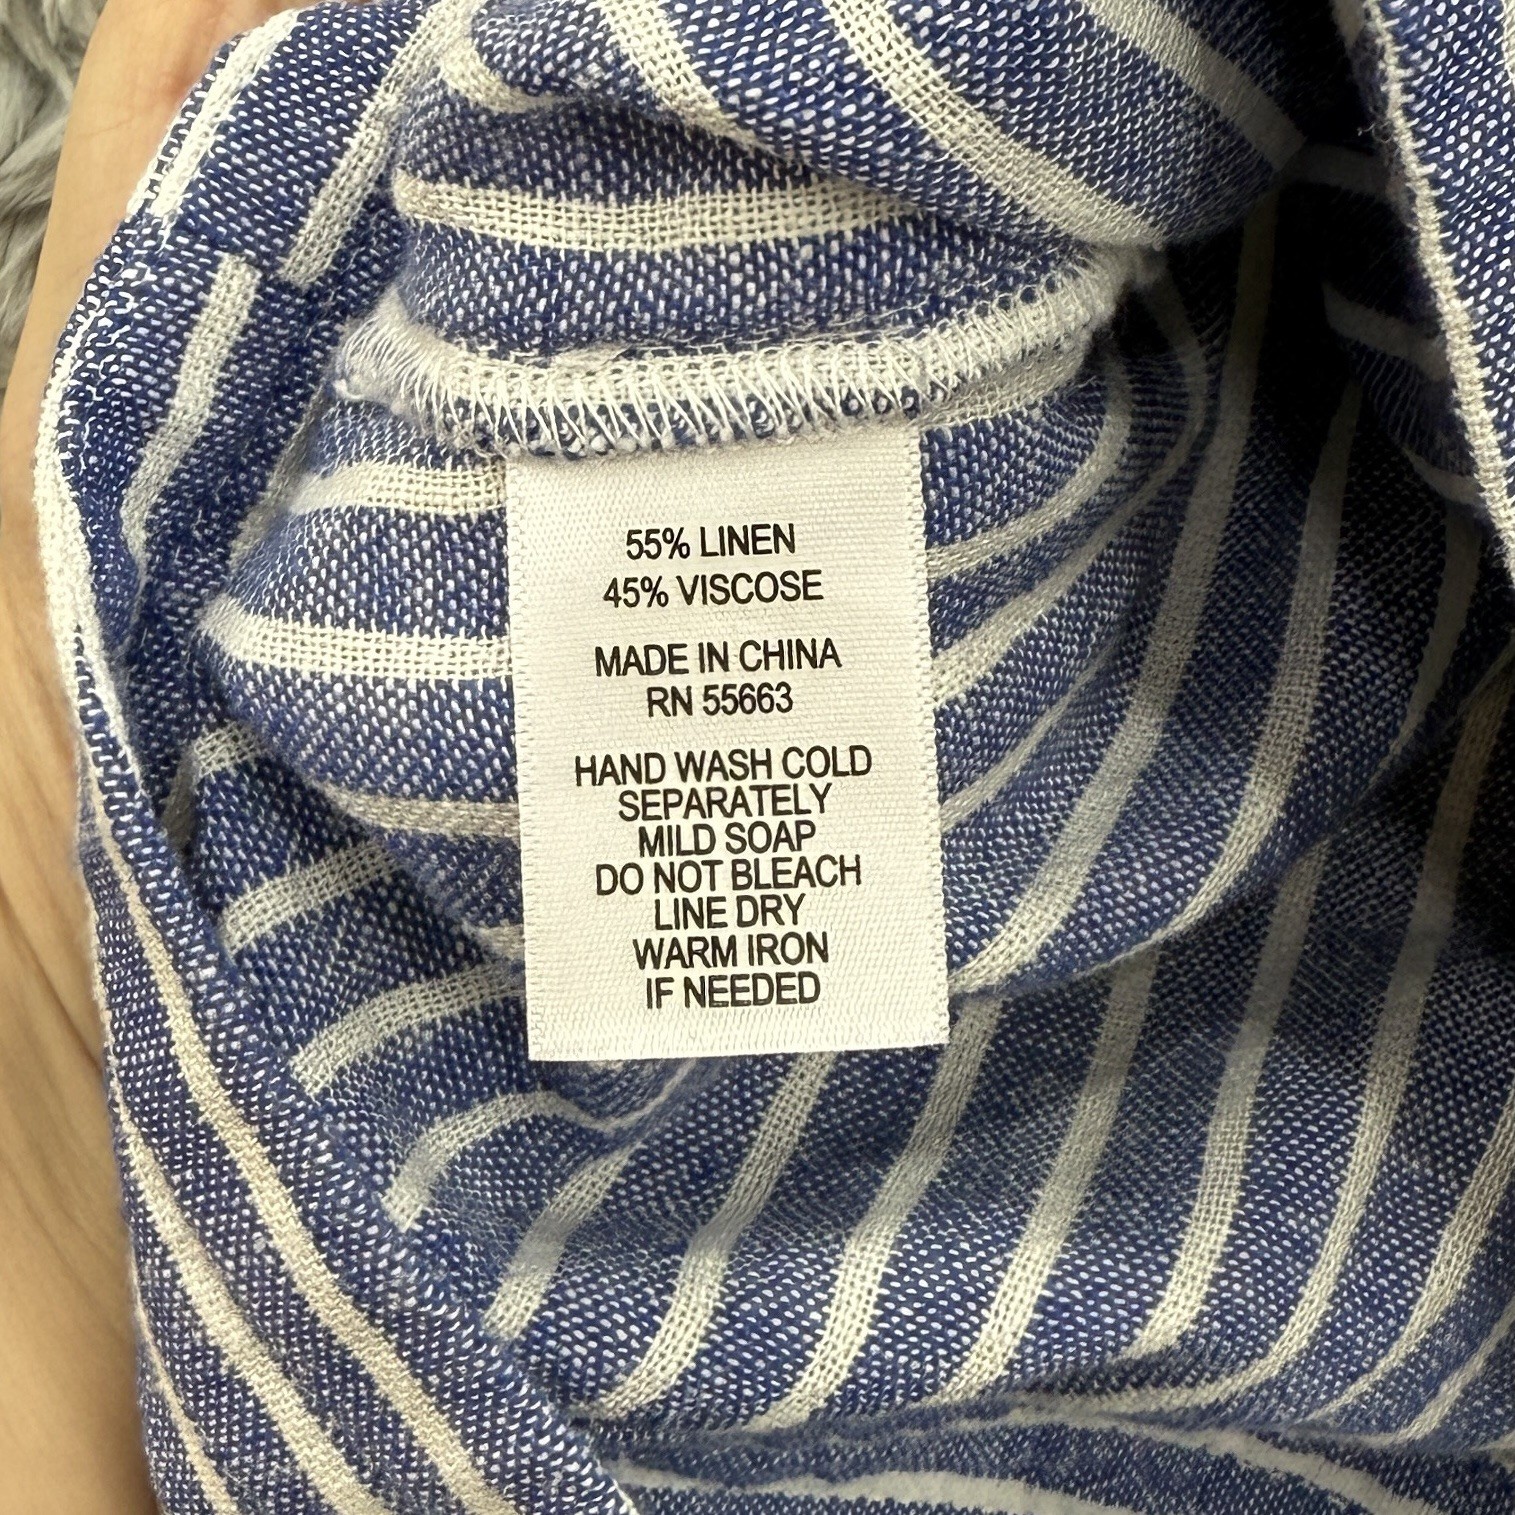 55% LINEN
45% VISCOSE
MADE IN CHINA
RN 55663
HAND WASH COLD
SEPARATELY
MILD SOAP
DO NOT BLEACH
LINE DRY
WARM IRON
IF NEEDED